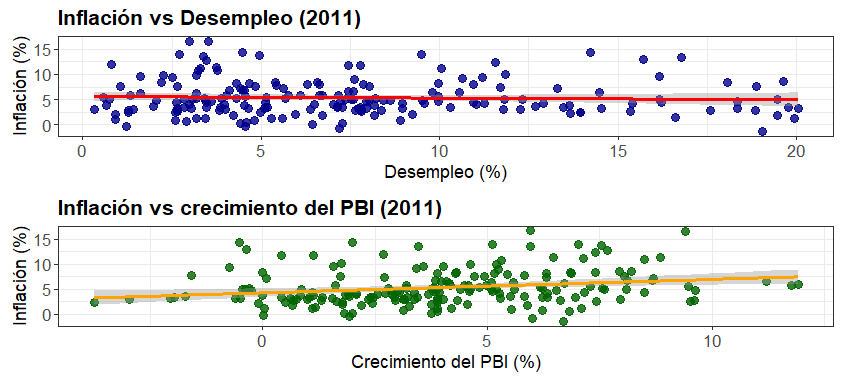 Inflación vs Desempleo (2011)
Inflación (%)
15
10
5
0
0 5 10 15 20
Desempleo (%)
Inflación vs crecimiento del PBI (2011)
Inflación (%)
15
10
5
0
0 5 10
Crecimiento del PBI (%)